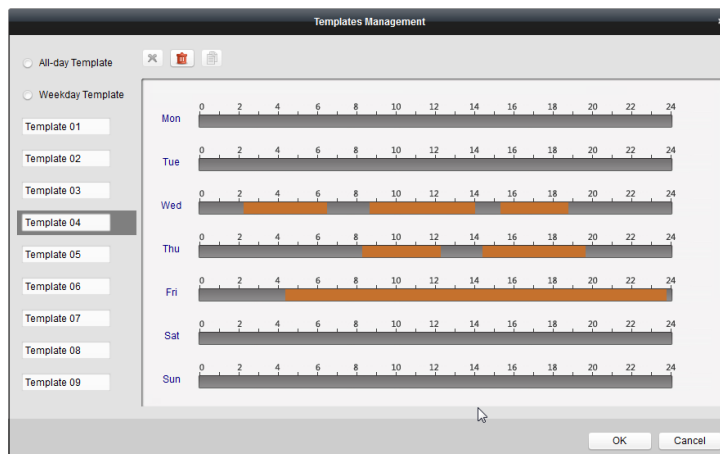 Templates Management
All-day Template
Weekday Template
Template 01
Template 02
Template 03
Template 04
Template 05
Template 06
Template 07
Template 08
Template 09
Mon 0 2 4 6 8 10 12 14 16 18 20 22 24
Tue 0 2 4 6 8 10 12 14 16 18 20 22 24
Wed 0 2 4 6 8 10 12 14 16 18 20 22 24
Thu 0 2 4 6 8 10 12 14 16 18 20 22 24
Fri 0 2 4 6 8 10 12 14 16 18 20 22 24
Sat 0 2 4 6 8 10 12 14 16 18 20 22 24
Sun 0 2 4 6 8 10 12 14 16 18 20 22 24
OK Cancel